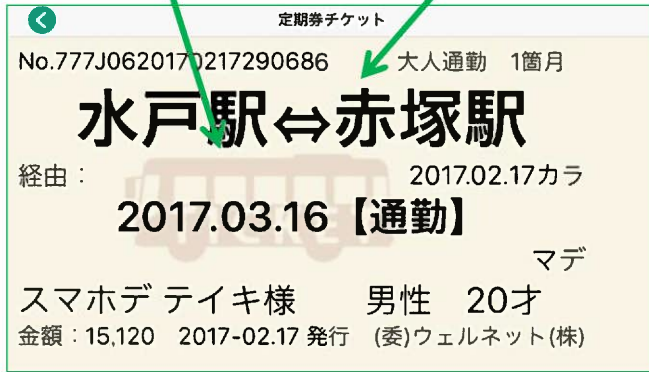 定期券チケット
No.777J0620170217290686 大人通勤 1箇月
水戸駅⇔赤塚駅
経由：
2017.02.17カラ
2017.03.16【通勤】
マデ
スマホデ テイキ様 男性 20才
金額：15,120 2017-02.17 発行 (委)ウェルネット(株)
TICKET